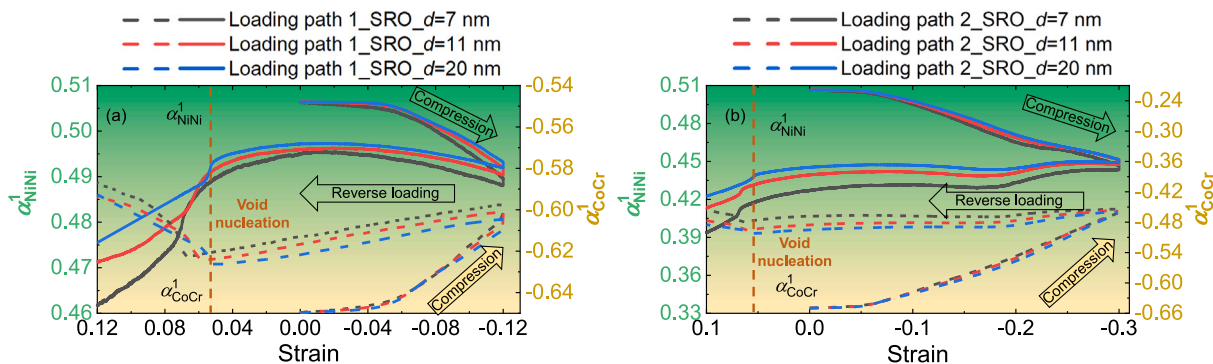 Loading path 1_SRO_d=7 nm
Loading path 1_SRO_d=11 nm
Loading path 1_SRO_d=20 nm
0.51
0.50
0.49
0.48
0.47
0.46
α¹NiNi
(a)
α¹NiNi
Compression
Reverse loading
Void
nucleation
α¹CoCr
Compression
-0.54
-0.56
-0.58
-0.60
-0.62
-0.64
α¹CoCr
0.12 0.08 0.04 0.00 -0.04 -0.08 -0.12
Strain
Loading path 2_SRO_d=7 nm
Loading path 2_SRO_d=11 nm
Loading path 2_SRO_d=20 nm
0.51
0.48
0.45
0.42
0.39
0.36
0.33
α¹NiNi
(b)
α¹NiNi
Compression
Reverse loading
Void
nucleation
α¹CoCr
Compression
-0.24
-0.30
-0.36
-0.42
-0.48
-0.54
-0.60
-0.66
α¹CoCr
0.1 0.0 -0.1 -0.2 -0.3
Strain